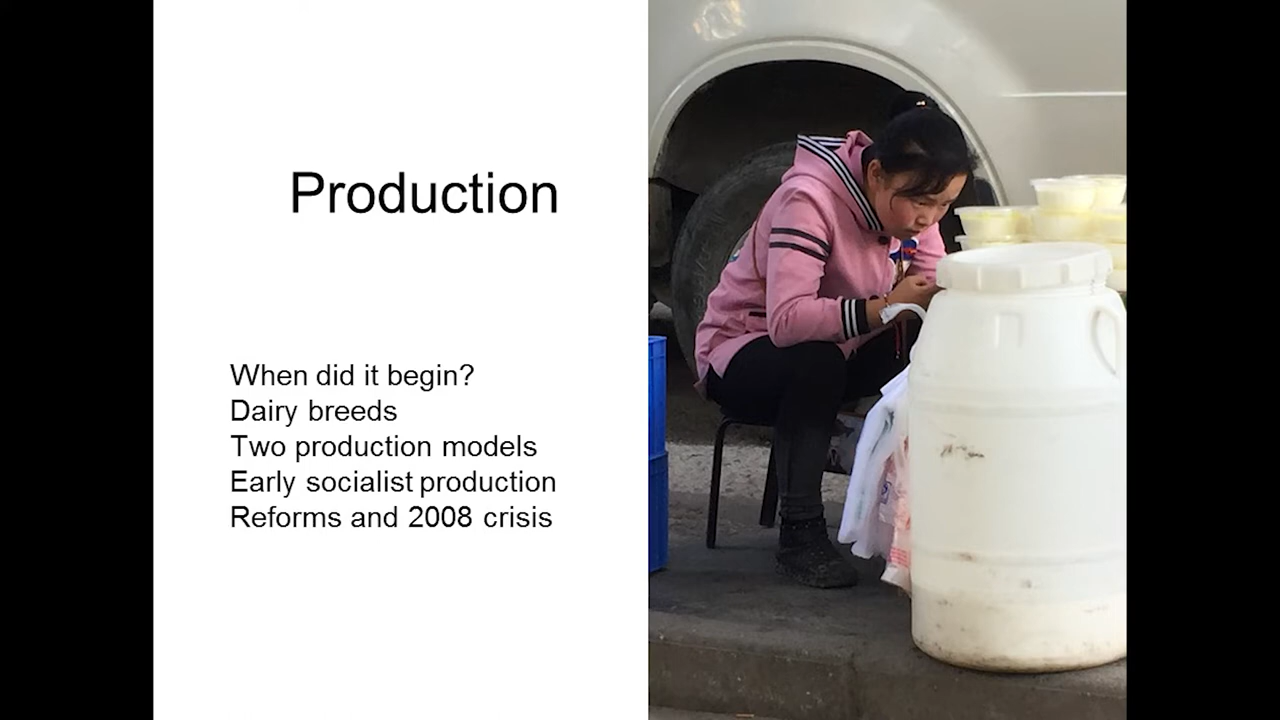 Production
When did it begin?
Dairy breeds
Two production models
Early socialist production
Reforms and 2008 crisis